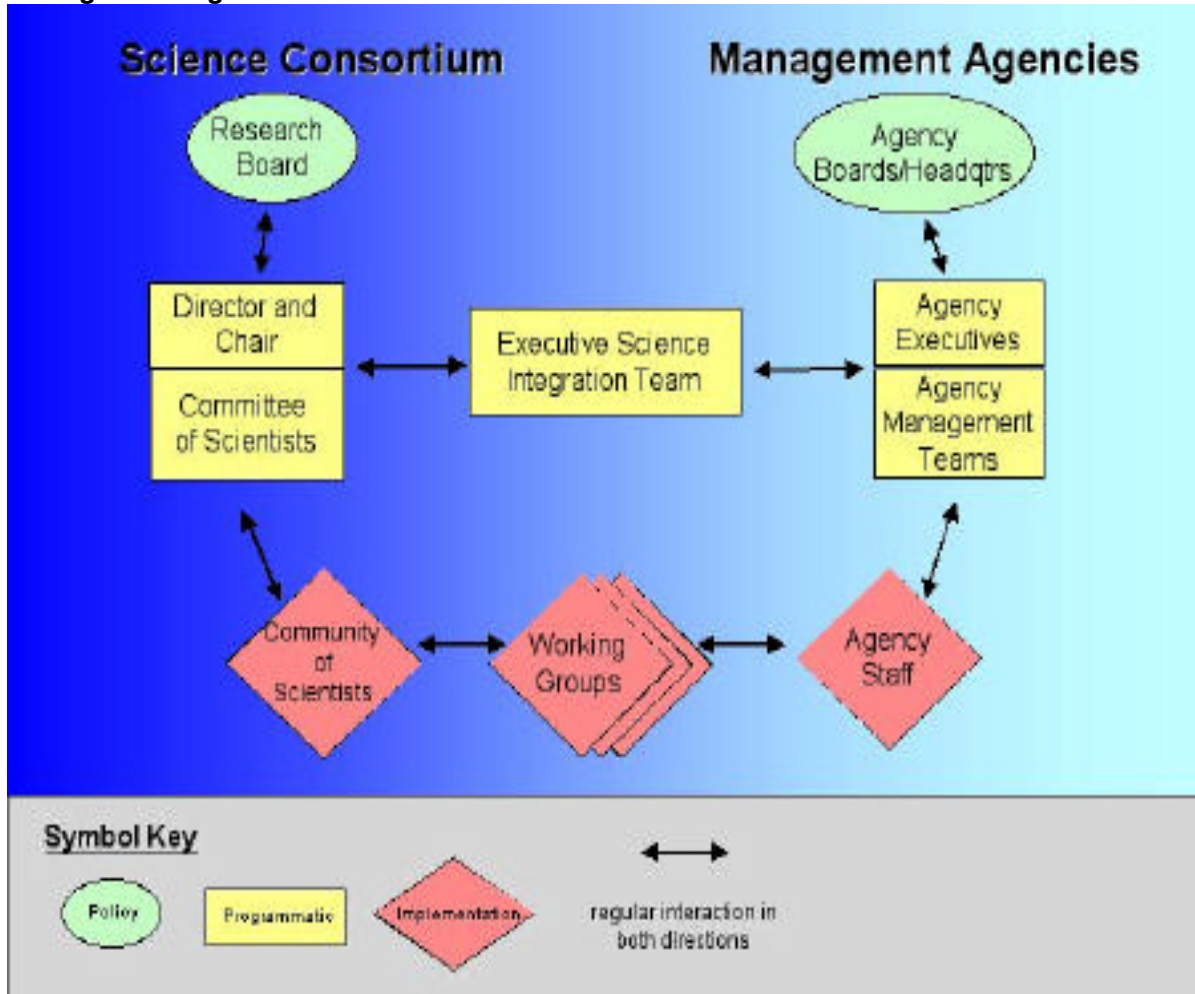 Science Consortium
Management Agencies
Research
Board
Agency
Boards/Headqtrs
Director and
Chair
Committee
of Scientists
Executive Science
Integration Team
Agency
Executives
Agency
Management
Teams
Community
of
Scientists
Working
Groups
Agency
Staff
Symbol Key
Policy
Programmatic
Implementation
regular interaction in
both directions